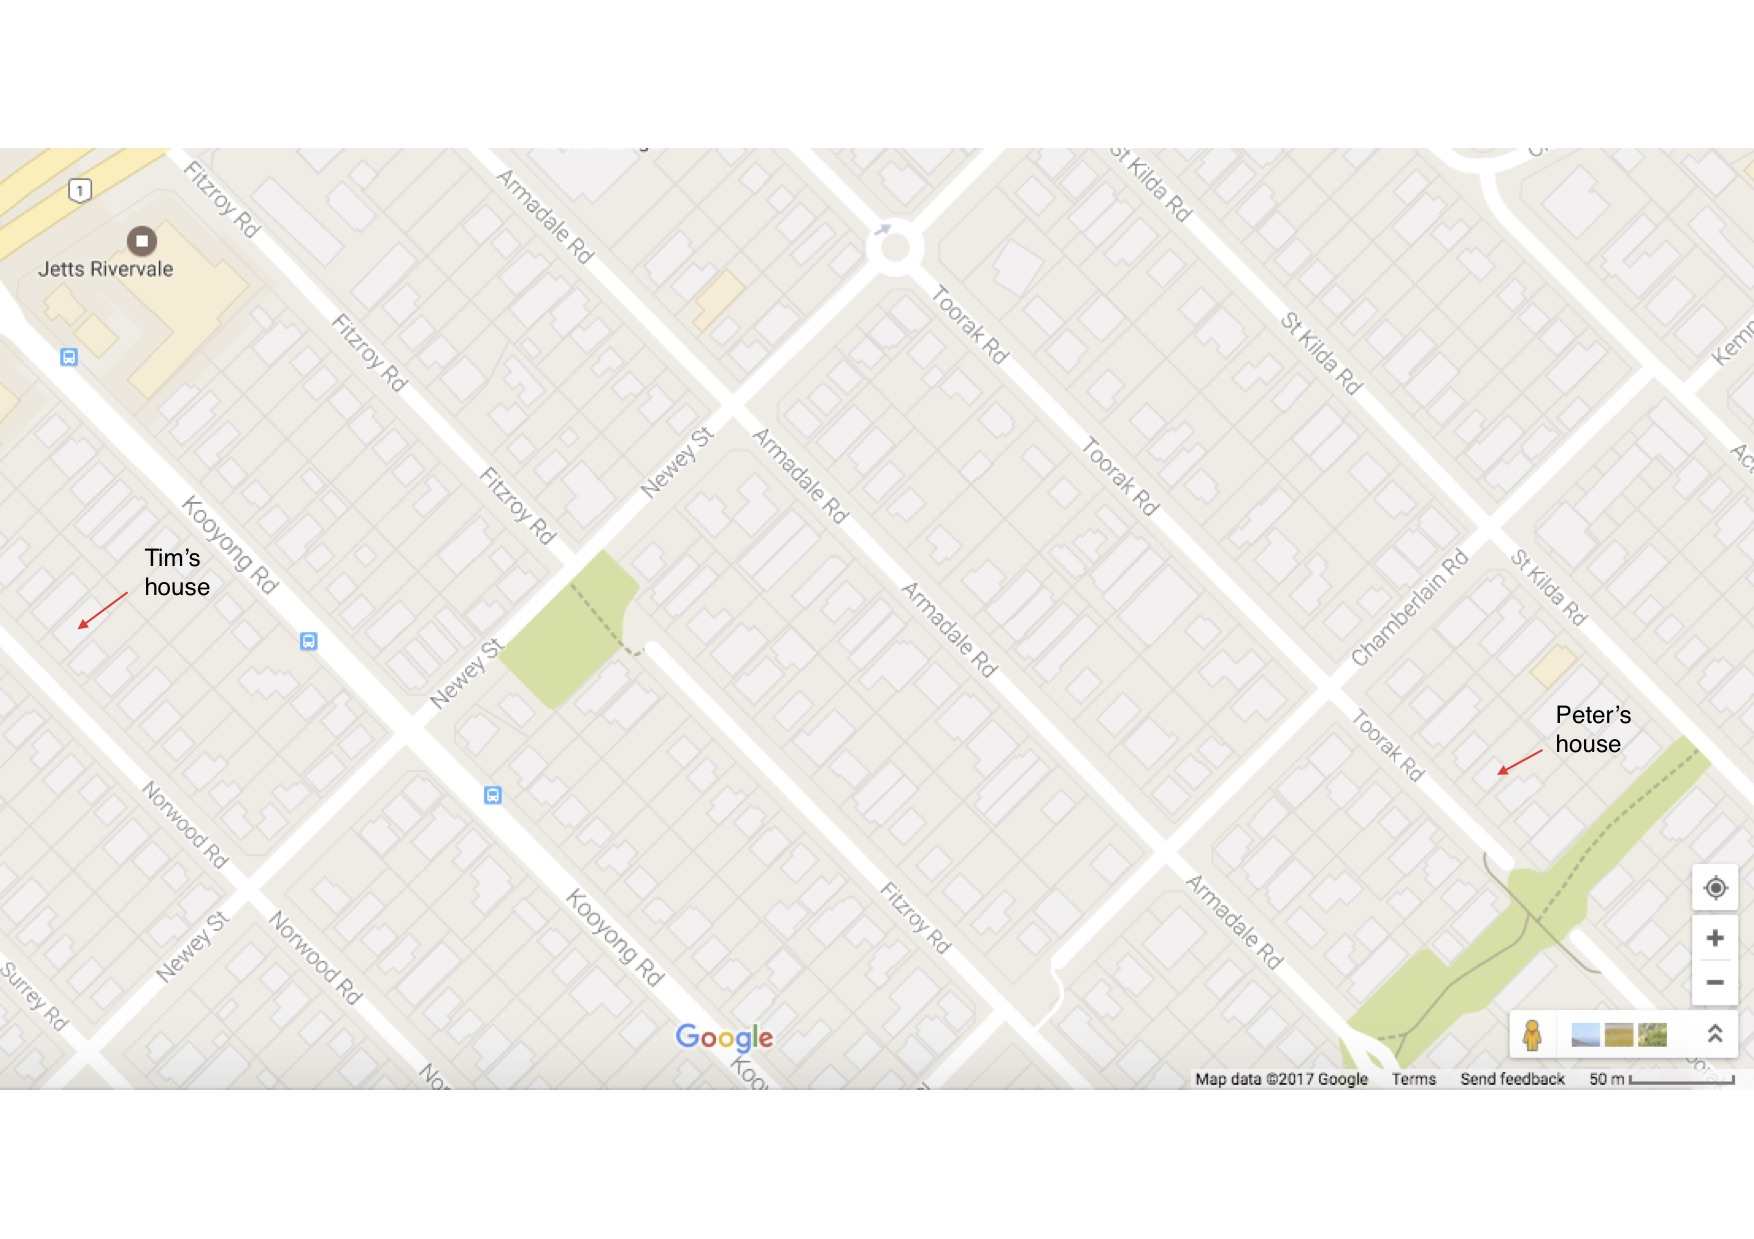 St Kilda Rd
Fitzroy Rd
Armadale Rd
1
Jetts Rivervale
Toorak Rd
St Kilda Rd
Fitzroy Rd
Newey St
Armadale Rd
Toorak Rd
Fitzroy Rd
Kooyong Rd
Tim's
house
Chamberlain Rd
St Kilda Rd
Armadale Rd
Newey St
Peter's
house
Toorak Rd
Norwood Rd
Fitzroy Rd
Armadale Rd
Kooyong Rd
Newey St
Norwood Rd
Surrey Rd
Google
Map data ©2017 Google
Terms
Send feedback
50 m